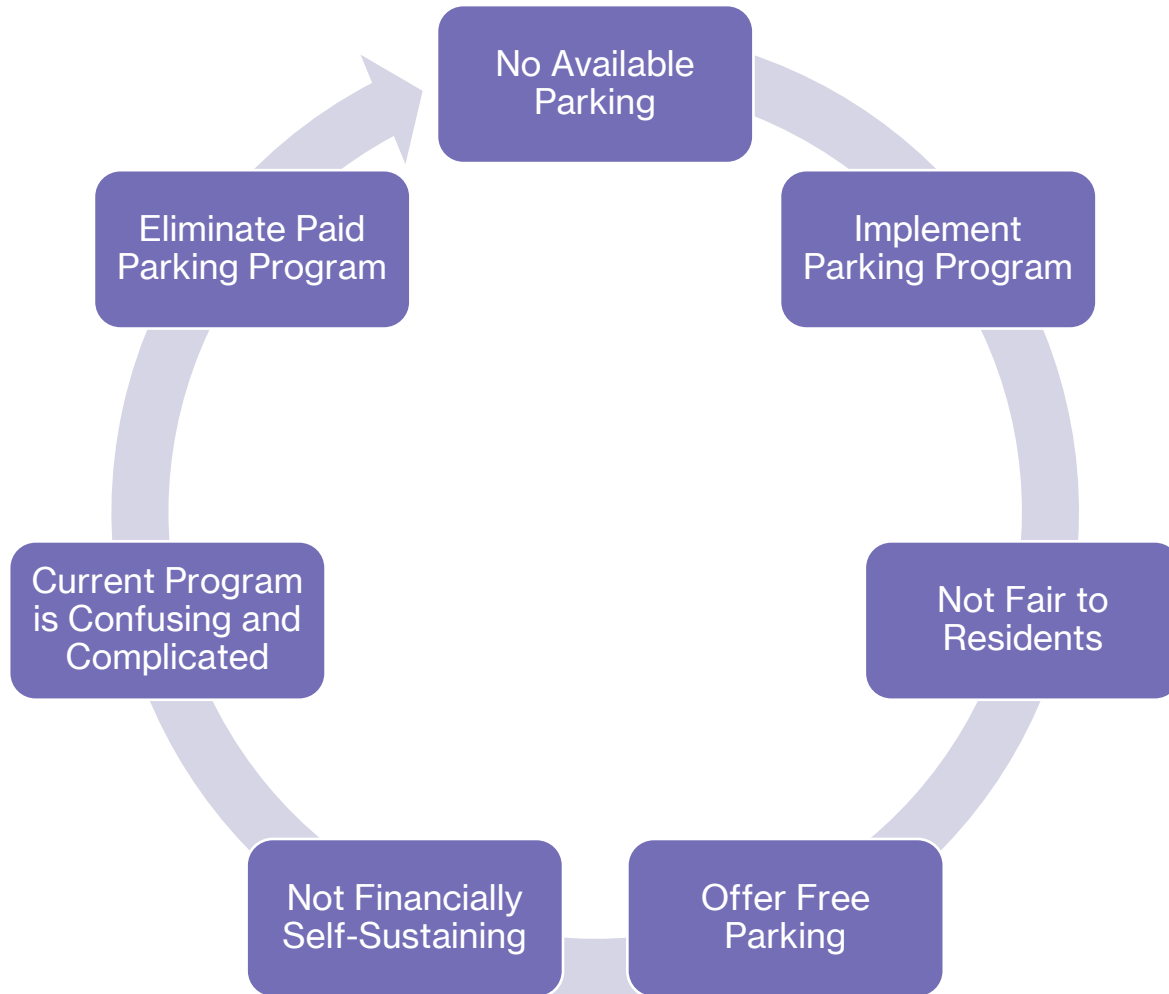 No Available
Parking
Implement
Parking Program
Not Fair to
Residents
Offer Free
Parking
Not Financially
Self-Sustaining
Current Program
is Confusing and
Complicated
Eliminate Paid
Parking Program